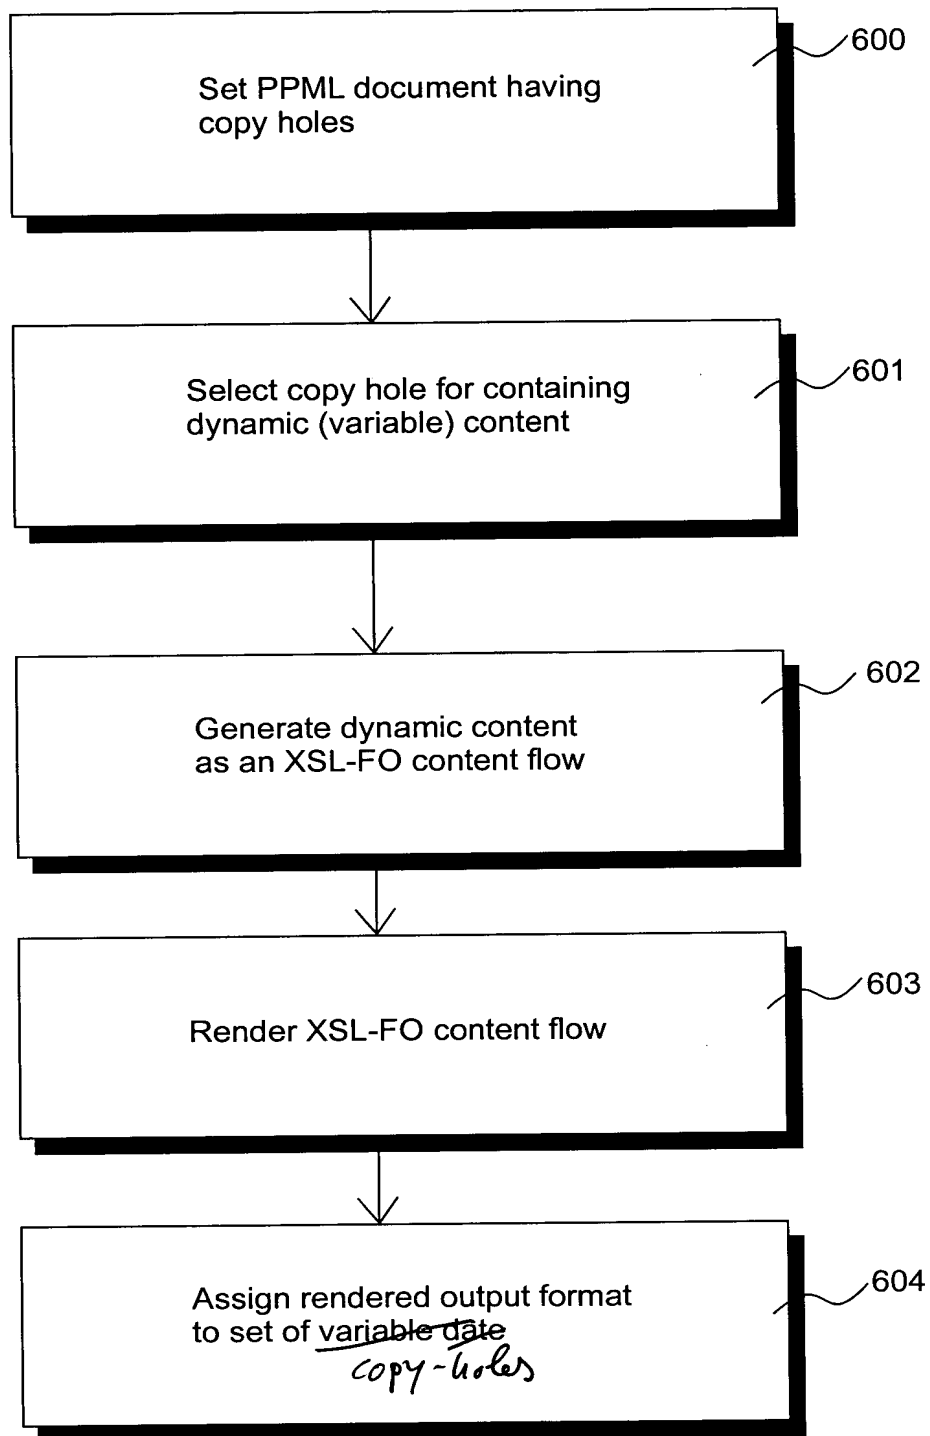 600
Set PPML document having
copy holes
601
Select copy hole for containing
dynamic (variable) content
602
Generate dynamic content
as an XSL-FO content flow
603
Render XSL-FO content flow
604
Assign rendered output format
to set of variable date
copy-holes